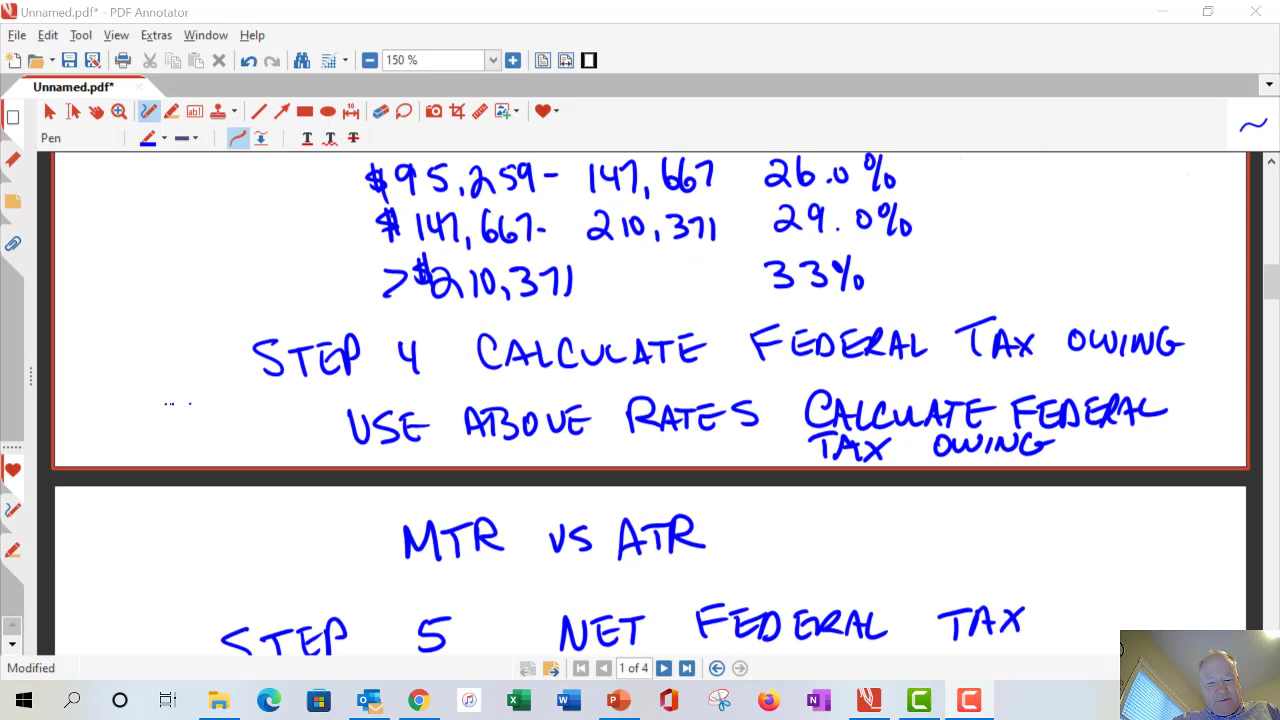 Unnamed.pdf* - PDF Annotator
File Edit Tool View Extras Window Help
150 %
Unnamed.pdf*
Pen
$95,259- 147,667 26.0%
$147,667- 210,371 29.0%
>$210,371 33%
STEP 4 CALCULATE FEDERAL TAX OWING
USE ABOVE RATES CALCULATE FEDERAL
TAX OWING
MTR VS ATR
STEP 5 NET FEDERAL TAX
Modified
1 of 4